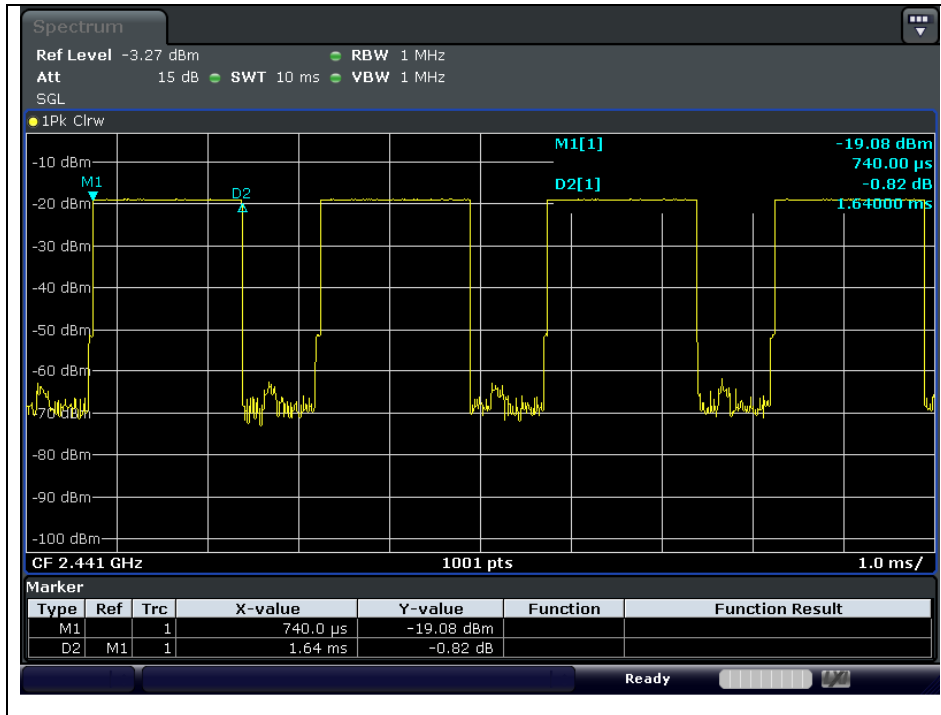 Spectrum
Ref Level -3.27 dBm RBW 1 MHz
Att 15 dB SWT 10 ms VBW 1 MHz
SGL
1Pk Clrw
M1[1] -19.08 dBm
740.00 µs
D2[1] -0.82 dB
1.64000 ms
-10 dBm
M1
D2
-20 dBm
-30 dBm
-40 dBm
-50 dBm
-60 dBm
-70 dBm
-80 dBm
-90 dBm
-100 dBm
CF 2.441 GHz 1001 pts 1.0 ms/
Marker
Type Ref Trc X-value Y-value Function Function Result
M1 1 740.0 µs -19.08 dBm
D2 M1 1 1.64 ms -0.82 dB
Ready